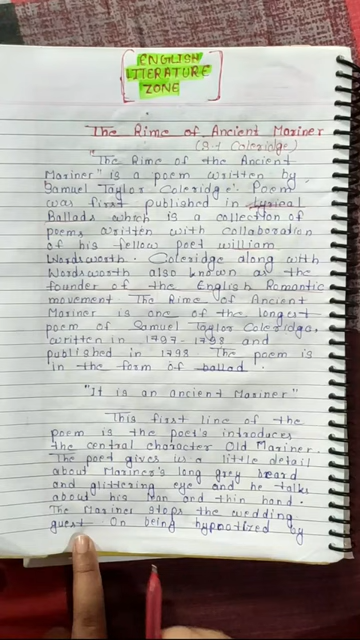 ENGLISH
LITERATURE
ZONE
The Rime of Ancient Mariner
(S.T Coleridge)
"The Rime of the Ancient
Mariner" is a poem written by
Samuel Taylor Coleridge. Poem
was first published in Lyrical
Ballads which is a collection of
poems written with collaboration
of his fellow poet william
Wordsworth. Coleridge along with
Wordsworth also known as the
founder of the English Romantic
movement. The Rime of Ancient
Mariner is one of the longest
poem of Samuel Taylor Coleridge,
written in 1797-1798 and
published in 1798 The poem is
in the form of ballad.
"It is an ancient Mariner"
This first line of the
poem is the poet's introduces
the central character Old Mariner.
The poet gives us a little detail
about Mariner's long grey beard
and glittering eye and he talks
about his and thin hand.
The Mariner stops the wedding
guest On being hypnotized by